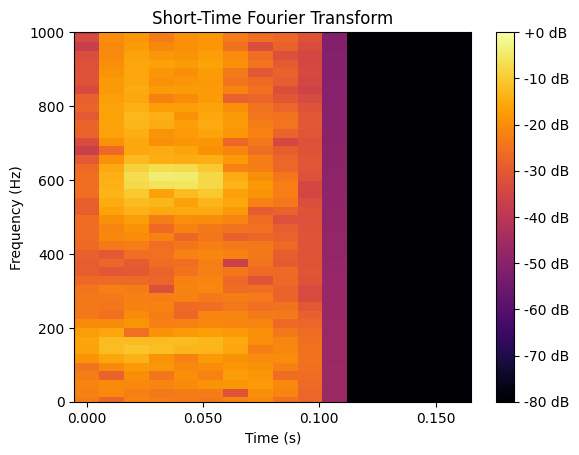 Short-Time Fourier Transform
1000
800
600
400
200
0
Frequency (Hz)
0.000
0.050
0.100
0.150
Time (s)
+0 dB
-10 dB
-20 dB
-30 dB
-40 dB
-50 dB
-60 dB
-70 dB
-80 dB